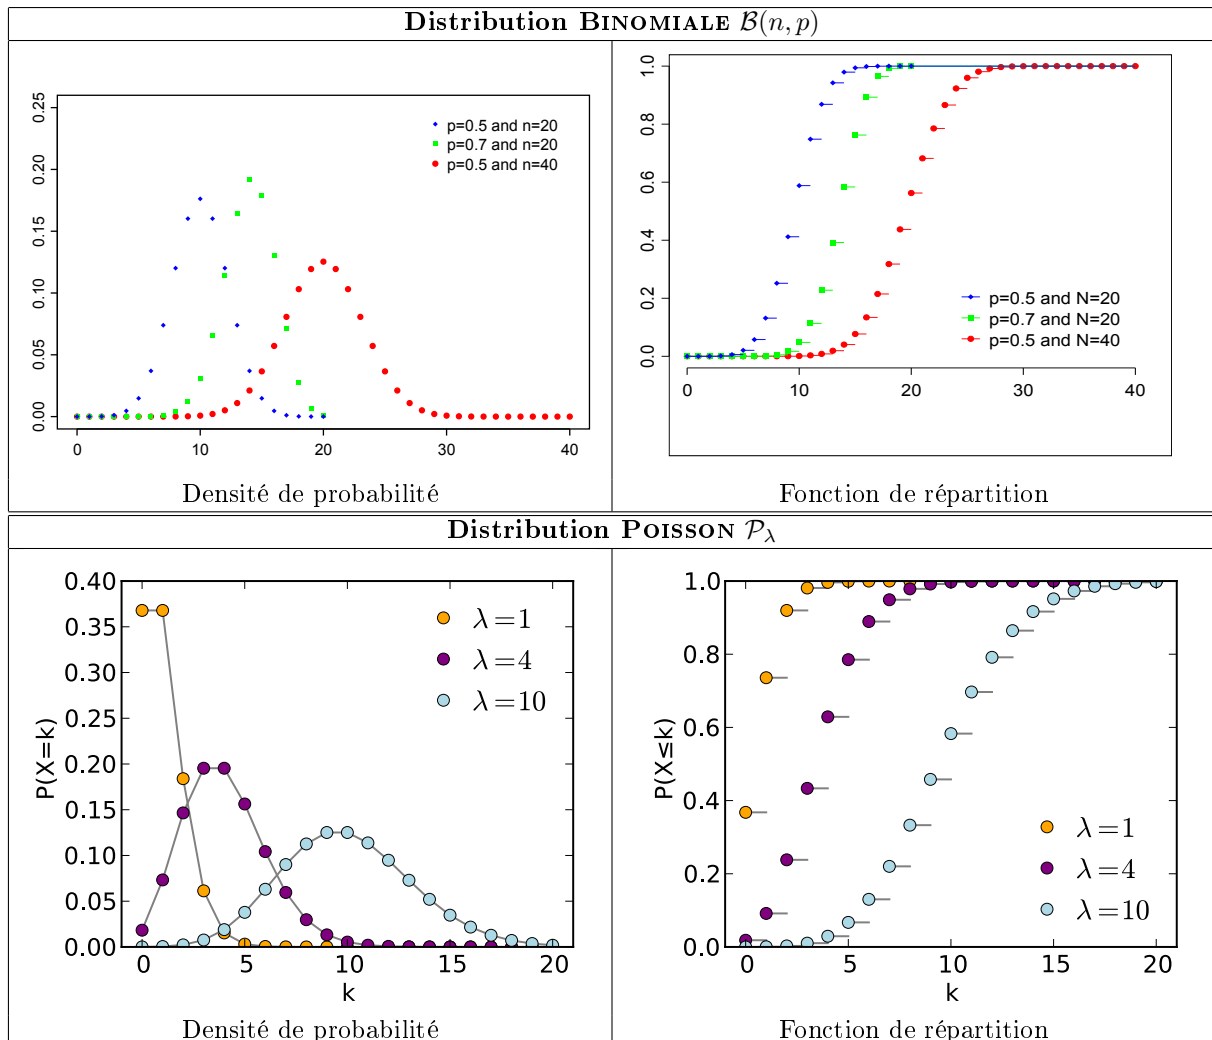 Distribution BINOMIALE B(n, p)
0.25
0.20
0.15
0.10
0.05
0.00
p=0.5 and n=20
p=0.7 and n=20
p=0.5 and n=40
0 10 20 30 40
Densité de probabilité
1.0
0.8
0.6
0.4
0.2
0.0
p=0.5 and N=20
p=0.7 and N=20
p=0.5 and N=40
0 10 20 30 40
Fonction de répartition
Distribution POISSON P_λ
P(X=k)
0.40
0.35
0.30
0.25
0.20
0.15
0.10
0.05
0.00
λ=1
λ=4
λ=10
0 5 10 15 20
k
Densité de probabilité
P(X≤k)
1.0
0.8
0.6
0.4
0.2
0.0
λ=1
λ=4
λ=10
0 5 10 15 20
k
Fonction de répartition